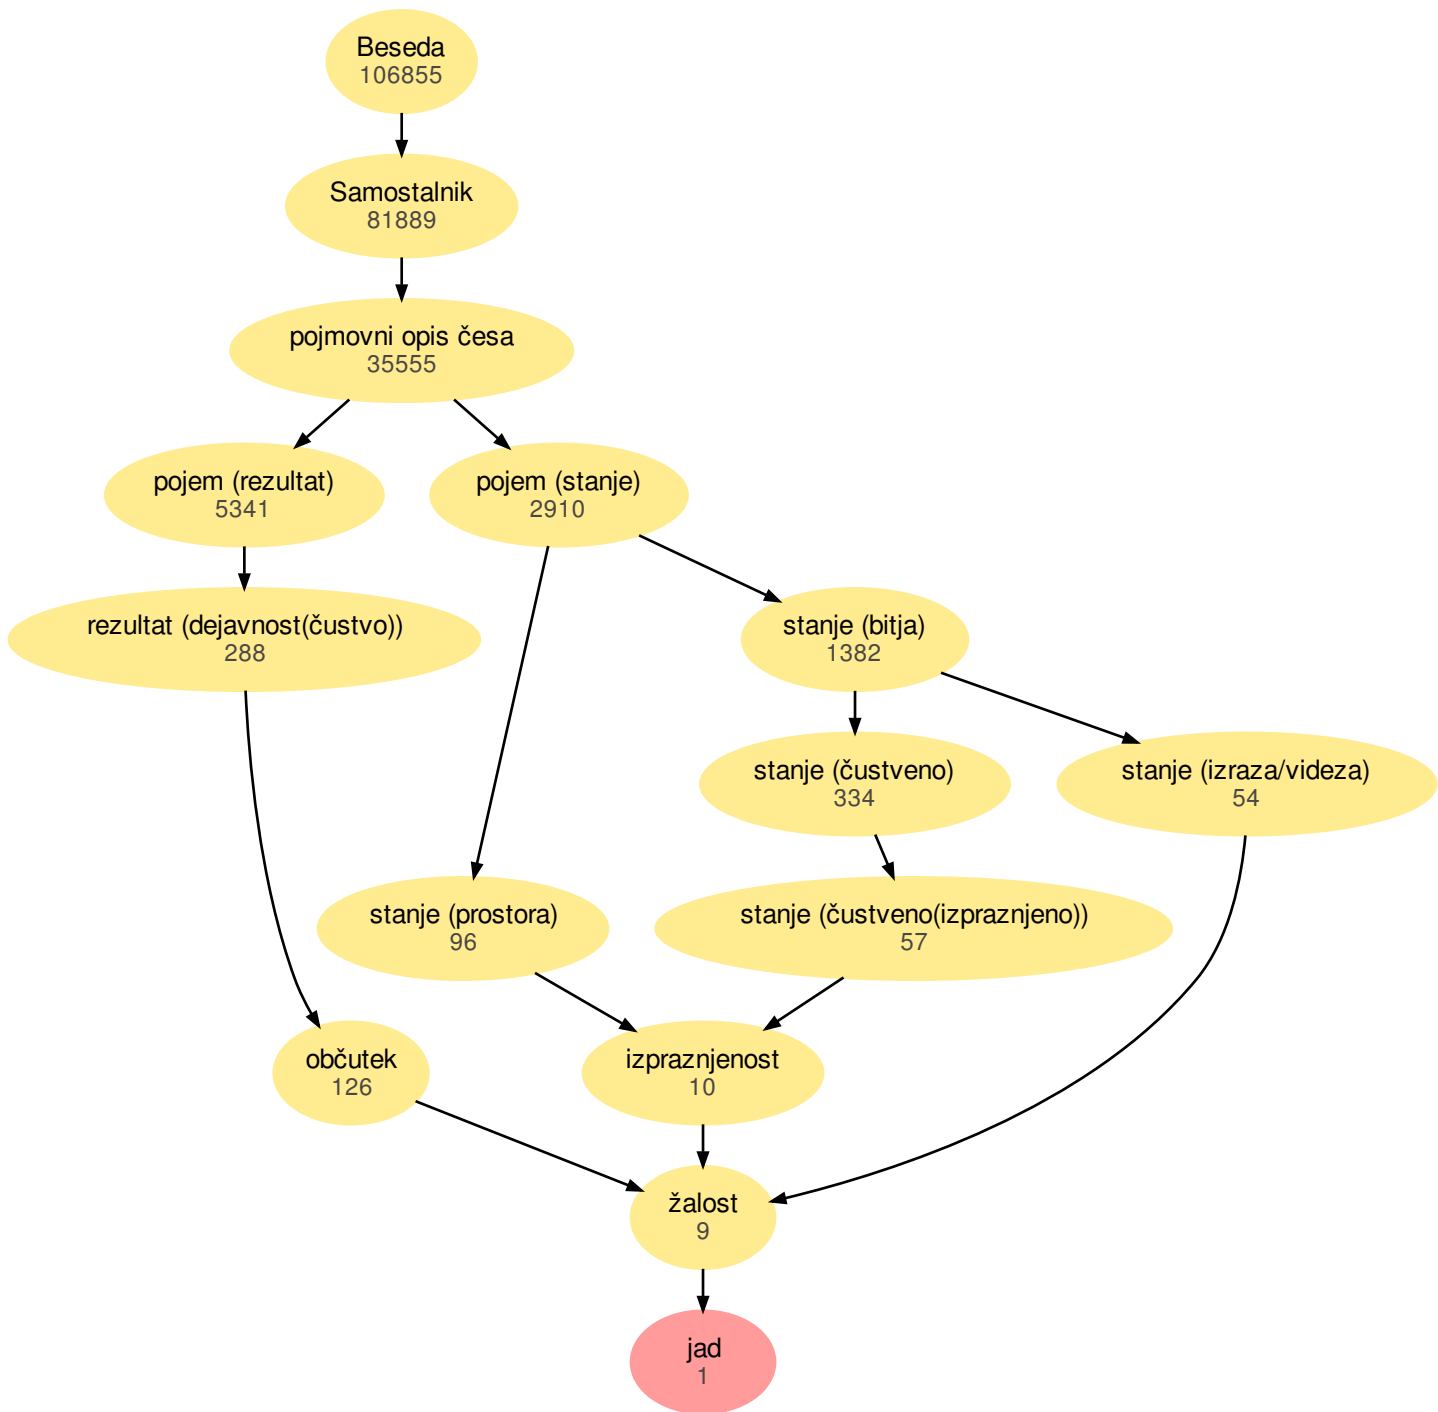 Beseda
106855
Samostalnik
81889
pojmovni opis česa
35555
pojem (rezultat)
5341
pojem (stanje)
2910
rezultat (dejavnost(čustvo))
288
stanje (bitja)
1382
stanje (čustveno)
334
stanje (izraza/videza)
54
stanje (prostora)
96
stanje (čustveno(izpraznjeno))
57
občutek
126
izpraznjenost
10
žalost
9
jad
1